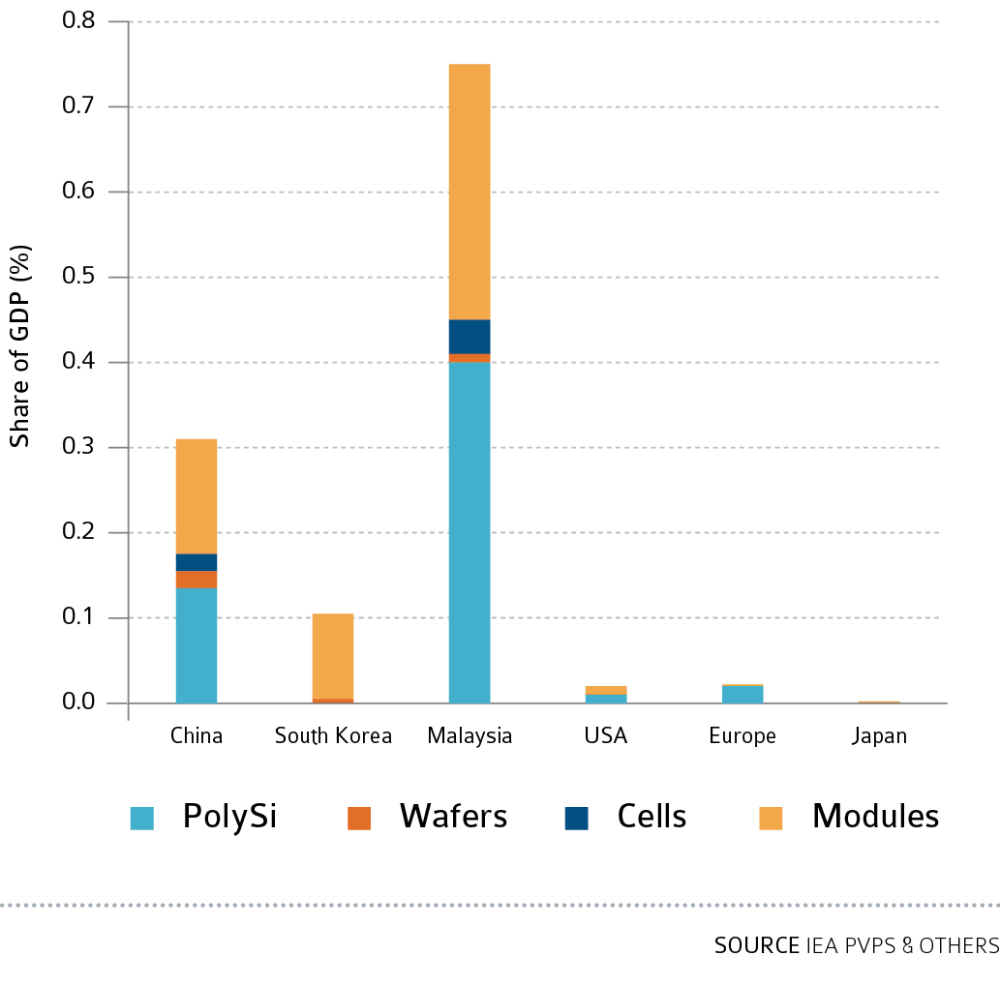 0.8
0.7
0.6
0.5
0.4
0.3
0.2
0.1
0.0
Share of GDP (%)
China South Korea Malaysia USA Europe Japan
PolySi Wafers Cells Modules
SOURCE IEA PVPS & OTHERS